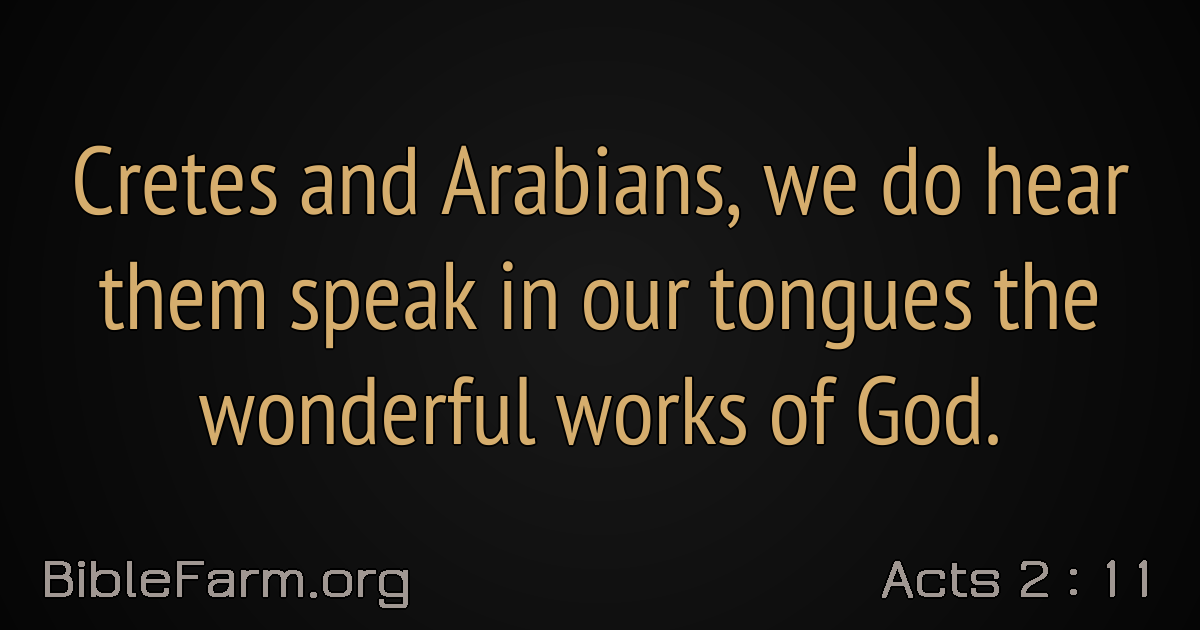 Cretes and Arabians, we do hear
them speak in our tongues the
wonderful works of God.
BibleFarm.org
Acts 2 : 11